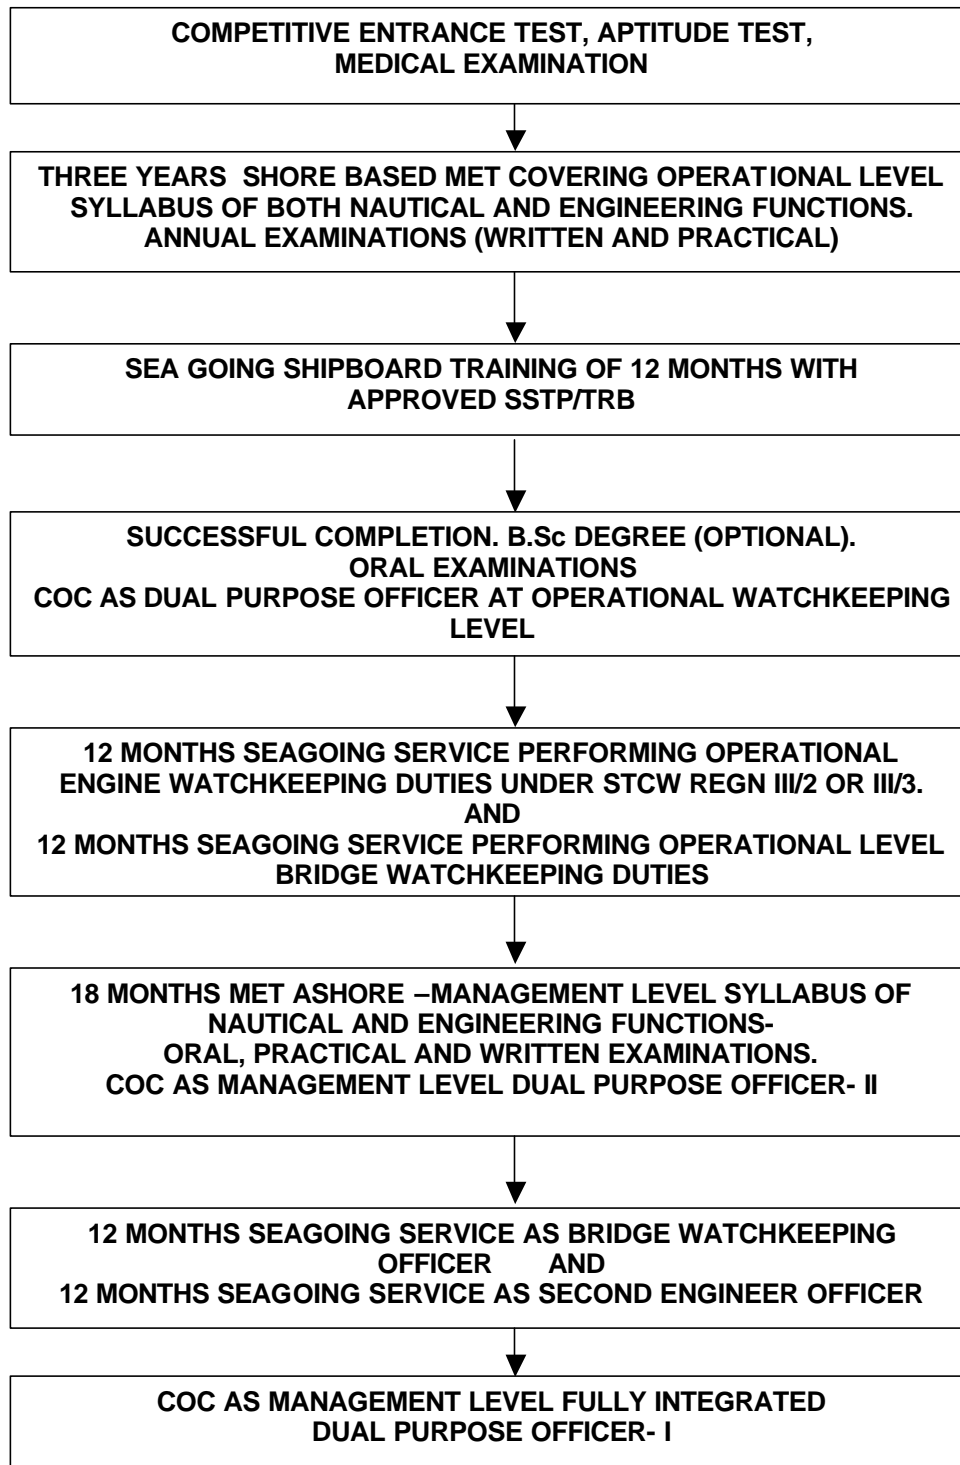 COMPETITIVE ENTRANCE TEST, APTITUDE TEST,
MEDICAL EXAMINATION
THREE YEARS SHORE BASED MET COVERING OPERATIONAL LEVEL
SYLLABUS OF BOTH NAUTICAL AND ENGINEERING FUNCTIONS.
ANNUAL EXAMINATIONS (WRITTEN AND PRACTICAL)
SEA GOING SHIPBOARD TRAINING OF 12 MONTHS WITH
APPROVED SSTP/TRB
SUCCESSFUL COMPLETION. B.Sc DEGREE (OPTIONAL).
ORAL EXAMINATIONS
COC AS DUAL PURPOSE OFFICER AT OPERATIONAL WATCHKEEPING
LEVEL
12 MONTHS SEAGOING SERVICE PERFORMING OPERATIONAL
ENGINE WATCHKEEPING DUTIES UNDER STCW REGN III/2 OR III/3.
AND
12 MONTHS SEAGOING SERVICE PERFORMING OPERATIONAL LEVEL
BRIDGE WATCHKEEPING DUTIES
18 MONTHS MET ASHORE –MANAGEMENT LEVEL SYLLABUS OF
NAUTICAL AND ENGINEERING FUNCTIONS-
ORAL, PRACTICAL AND WRITTEN EXAMINATIONS.
COC AS MANAGEMENT LEVEL DUAL PURPOSE OFFICER- II
12 MONTHS SEAGOING SERVICE AS BRIDGE WATCHKEEPING
OFFICER AND
12 MONTHS SEAGOING SERVICE AS SECOND ENGINEER OFFICER
COC AS MANAGEMENT LEVEL FULLY INTEGRATED
DUAL PURPOSE OFFICER- I